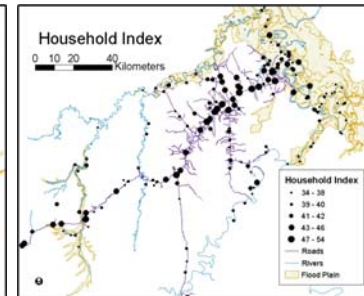 Household Index
0 10 20 40
Kilometers
Household Index
34 - 38
39 - 40
41 - 42
43 - 46
47 - 54
Roads
Rivers
Flood Plain